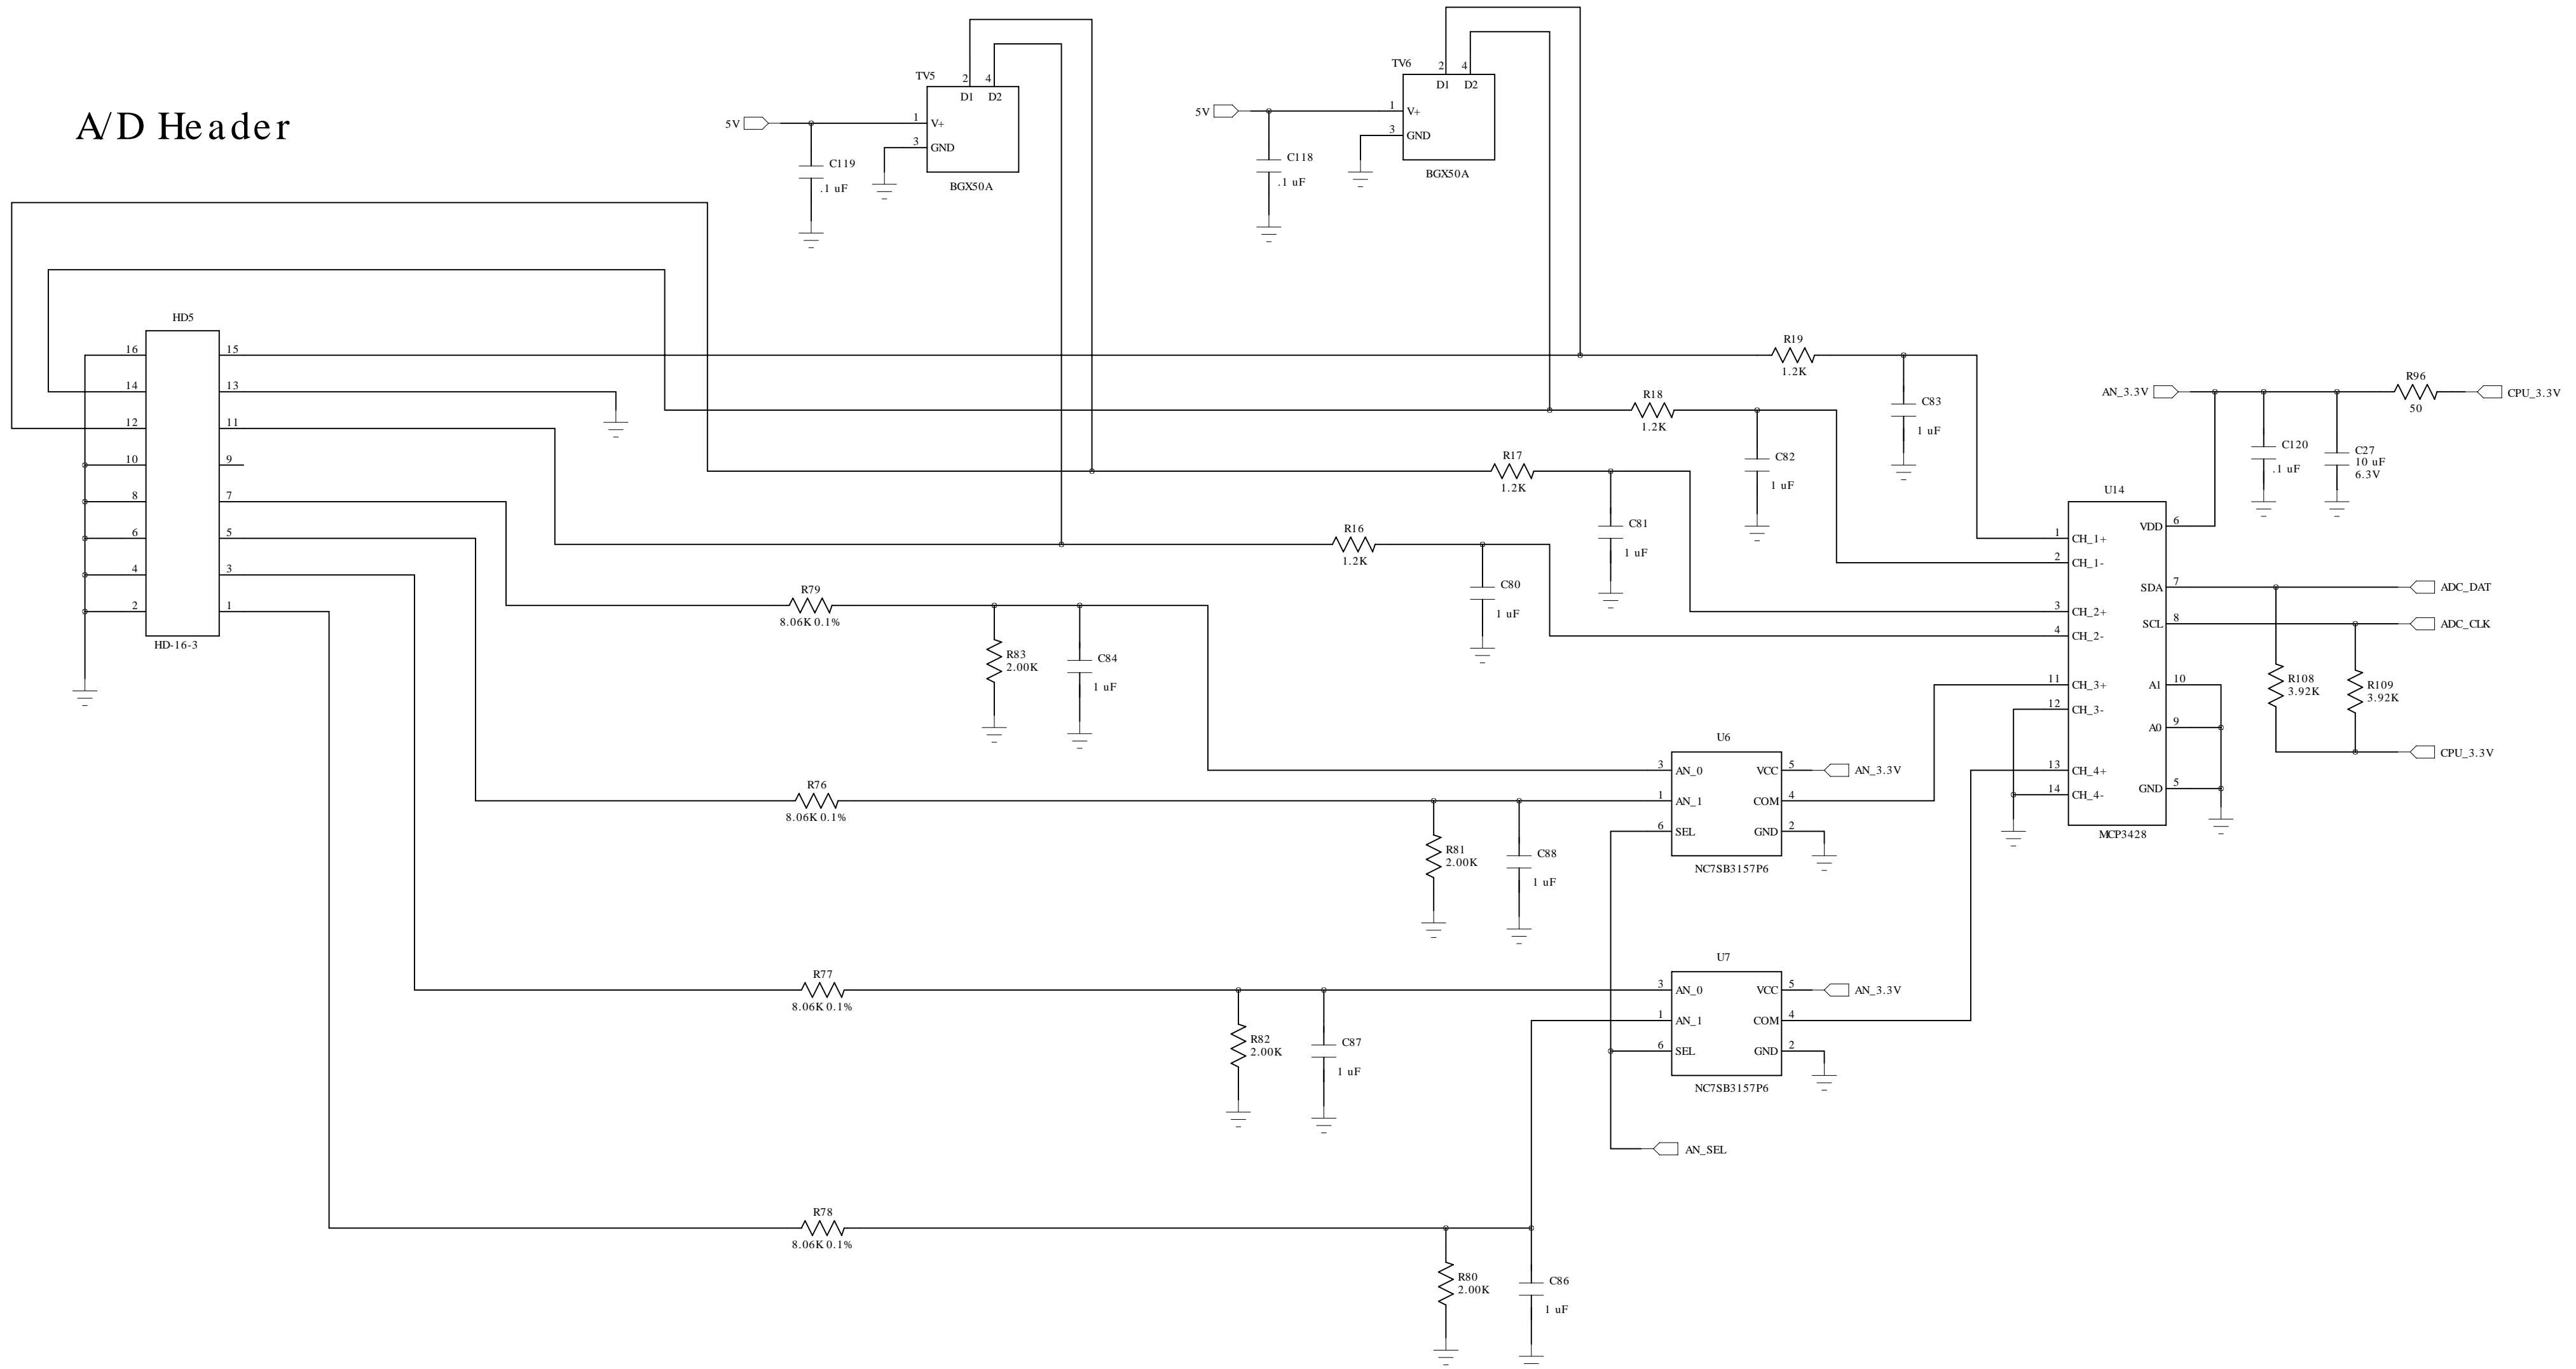 A/D Header
TV5
2
4
D1
D2
5V
1
V+
3
GND
C119
.1 uF
BGX50A
TV6
2
4
D1
D2
5V
1
V+
3
GND
C118
.1 uF
BGX50A
HD5
16
15
14
13
12
11
10
9
8
7
6
5
4
3
2
1
HD-16-3
R19
1.2K
C83
1 uF
R18
1.2K
C82
1 uF
R17
1.2K
C81
1 uF
R16
1.2K
C80
1 uF
R79
8.06K 0.1%
R83
2.00K
C84
1 uF
R76
8.06K 0.1%
R81
2.00K
C88
1 uF
R77
8.06K 0.1%
R82
2.00K
C87
1 uF
R78
8.06K 0.1%
R80
2.00K
C86
1 uF
U6
3
AN_0
VCC
5
AN_3.3V
1
AN_1
COM
4
6
SEL
GND
2
NC7SB3157P6
U7
3
AN_0
VCC
5
AN_3.3V
1
AN_1
COM
4
6
SEL
GND
2
NC7SB3157P6
AN_SEL
AN_3.3V
R96
50
CPU_3.3V
C120
.1 uF
C27
10 uF
6.3V
U14
VDD
6
1
CH_1+
2
CH_1-
SDA
7
ADC_DAT
3
CH_2+
SCL
8
ADC_CLK
4
CH_2-
11
CH_3+
A1
10
12
CH_3-
A0
9
13
CH_4+
14
CH_4-
GND
5
MCP3428
R108
3.92K
R109
3.92K
CPU_3.3V